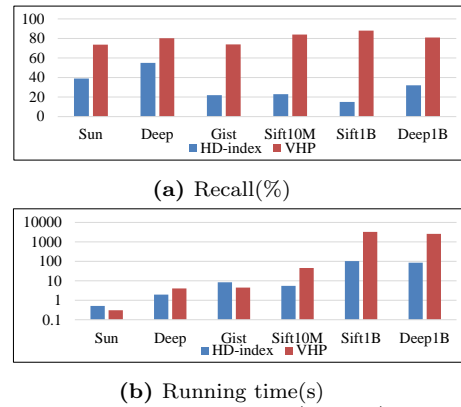 100
80
60
40
20
0
Sun Deep Gist Sift10M Sift1B Deep1B
HD-index VHP
(a) Recall(%)
10000
1000
100
10
1
0.1
Sun Deep Gist Sift10M Sift1B Deep1B
HD-index VHP
(b) Running time(s)